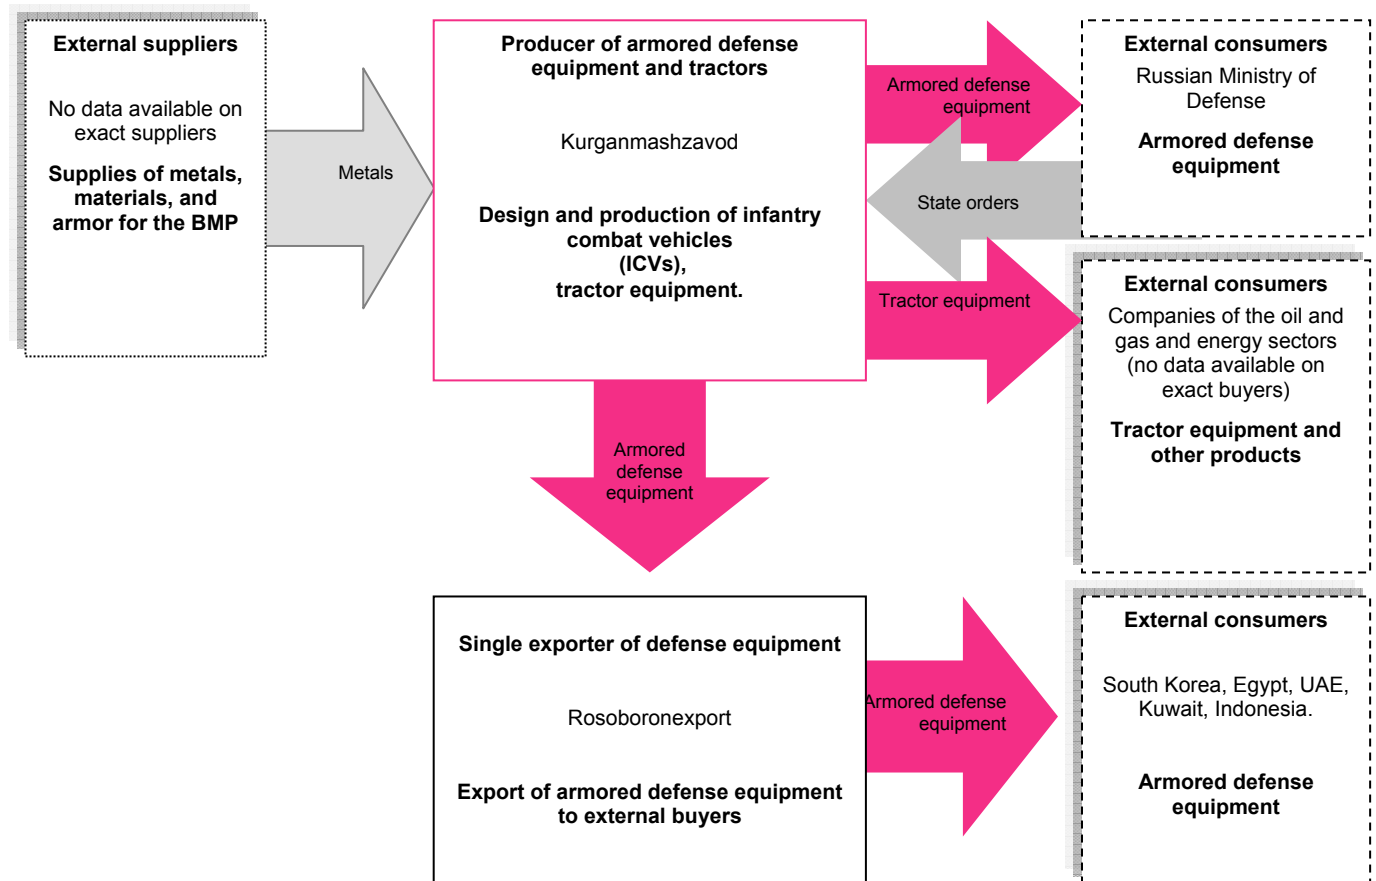 External suppliers
No data available on
exact suppliers
Supplies of metals,
materials, and
armor for the BMP
Metals
Producer of armored defense
equipment and tractors
Kurganmashzavod
Design and production of infantry
combat vehicles
(ICVs),
tractor equipment.
Armored defense
equipment
State orders
Tractor equipment
External consumers
Russian Ministry of
Defense
Armored defense
equipment
External consumers
Companies of the oil and
gas and energy sectors
(no data available on
exact buyers)
Tractor equipment and
other products
Armored
defense
equipment
Single exporter of defense equipment
Rosoboronexport
Export of armored defense equipment
to external buyers
Armored defense
equipment
External consumers
South Korea, Egypt, UAE,
Kuwait, Indonesia.
Armored defense
equipment